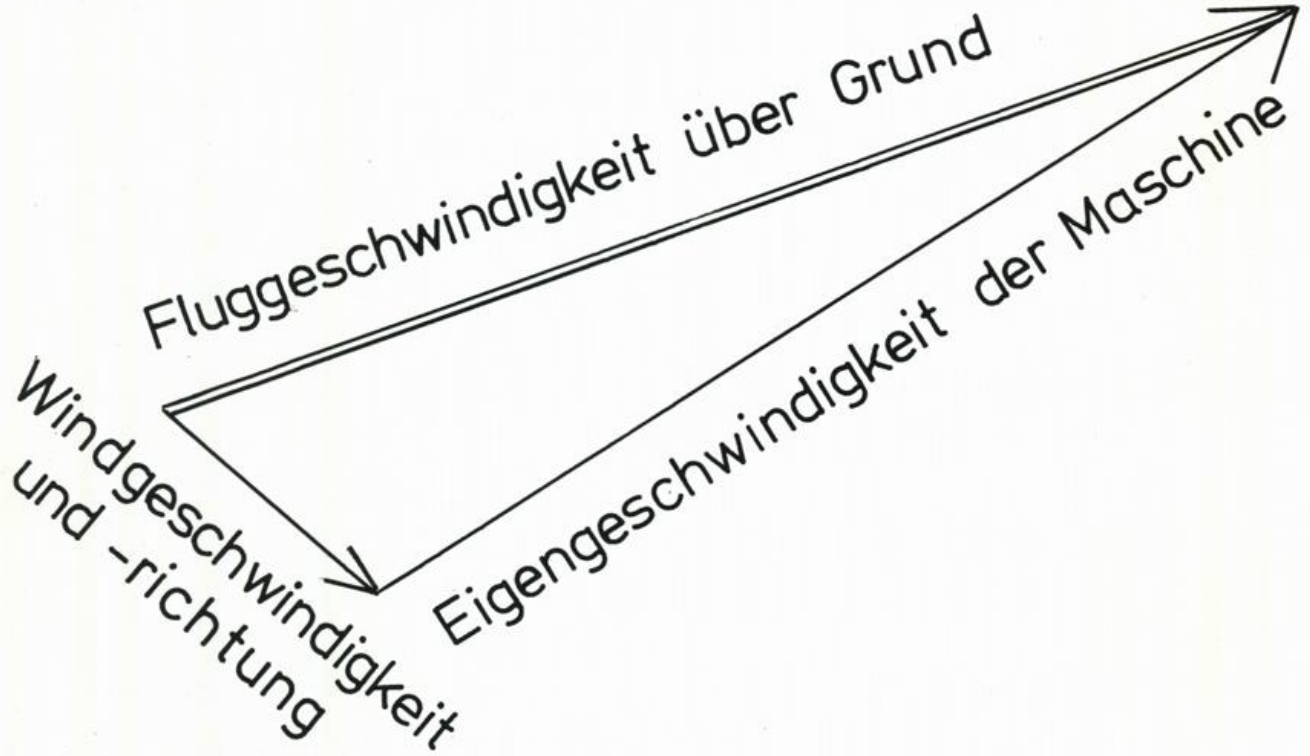 Fluggeschwindigkeit über Grund
Eigengeschwindigkeit der Maschine
Windgeschwindigkeit
und -richtung